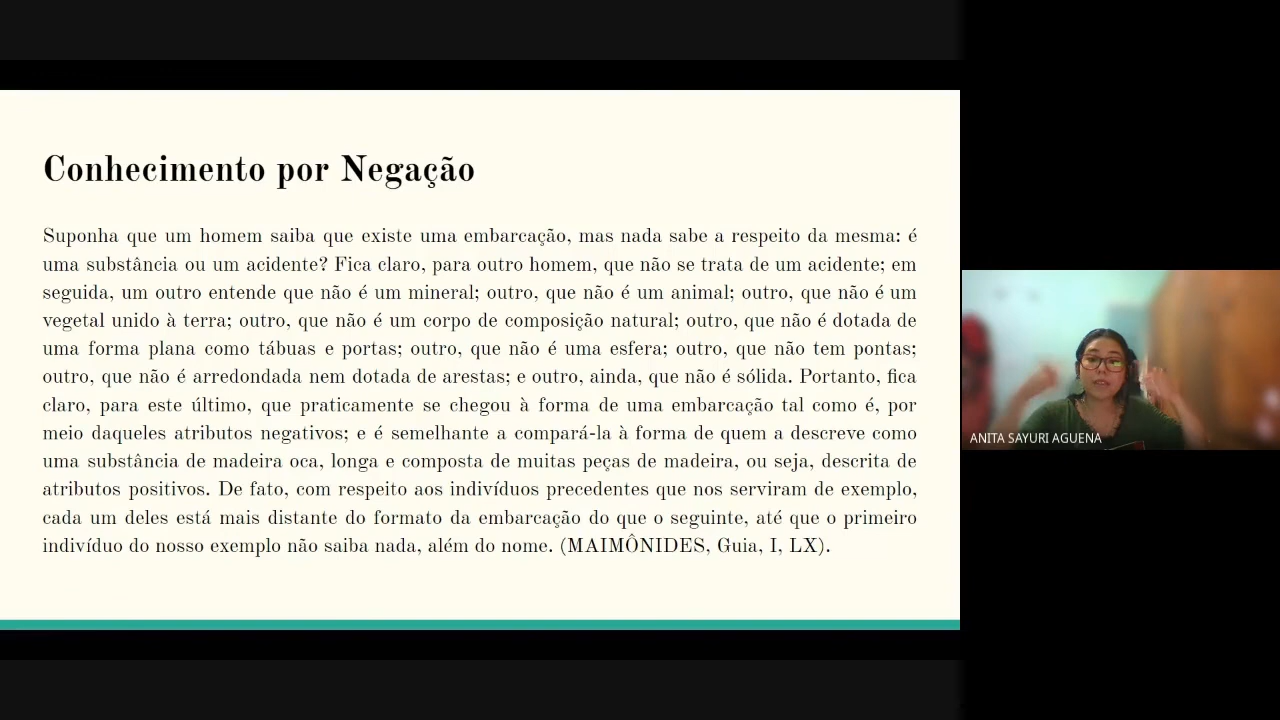 Conhecimento por Negação
Suponha que um homem saiba que existe uma embarcação, mas nada sabe a respeito da mesma: é
uma substância ou um acidente? Fica claro, para outro homem, que não se trata de um acidente; em
seguida, um outro entende que não é um mineral; outro, que não é um animal; outro, que não é um
vegetal unido à terra; outro, que não é um corpo de composição natural; outro, que não é dotada de
uma forma plana como tábuas e portas; outro, que não é uma esfera; outro, que não tem pontas;
outro, que não é arredondada nem dotada de arestas; e outro, ainda, que não é sólida. Portanto, fica
claro, para este último, que praticamente se chegou à forma de uma embarcação tal como é, por
meio daqueles atributos negativos; e é semelhante a compará-la à forma de quem a descreve como
uma substância de madeira oca, longa e composta de muitas peças de madeira, ou seja, descrita de
atributos positivos. De fato, com respeito aos indivíduos precedentes que nos serviram de exemplo,
cada um deles está mais distante do formato da embarcação do que o seguinte, até que o primeiro
indivíduo do nosso exemplo não saiba nada, além do nome. (MAIMÔNIDES, Guia, I, LX).
ANITA SAYURI AGUENA